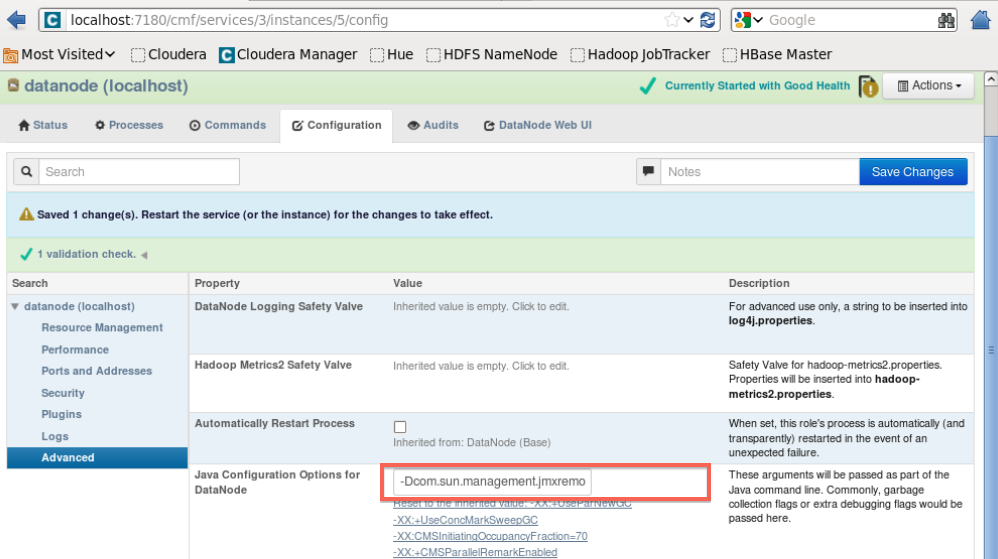 localhost:7180/cmf/services/3/instances/5/config
Google
Most Visited Cloudera Cloudera Manager Hue HDFS NameNode Hadoop JobTracker HBase Master
datanode (localhost)
Currently Started with Good Health
Actions
Status Processes Commands Configuration Audits DataNode Web UI
Search
Notes
Save Changes
Saved 1 change(s). Restart the service (or the instance) for the changes to take effect.
1 validation check.
Search
Property
Value
Description
datanode (localhost)
Resource Management
Performance
Ports and Addresses
Security
Plugins
Logs
Advanced
DataNode Logging Safety Valve
Inherited value is empty. Click to edit.
For advanced use only, a string to be inserted into
log4j.properties.
Hadoop Metrics2 Safety Valve
Inherited value is empty. Click to edit.
Safety Valve for hadoop-metrics2.properties.
Properties will be inserted into hadoop-
metrics2.properties.
Automatically Restart Process
Inherited from: DataNode (Base)
When set, this role's process is automatically (and
transparently) restarted in the event of an
unexpected failure.
Java Configuration Options for
DataNode
-Dcom.sun.management.jmxremo
Reset to the inherited value: -XX:+UseParNewGC
-XX:+UseConcMarkSweepGC
-XX:CMSInitiatingOccupancyFraction=70
-XX:+CMSParallelRemarkEnabled
These arguments will be passed as part of the
Java command line. Commonly, garbage
collection flags or extra debugging flags would be
passed here.